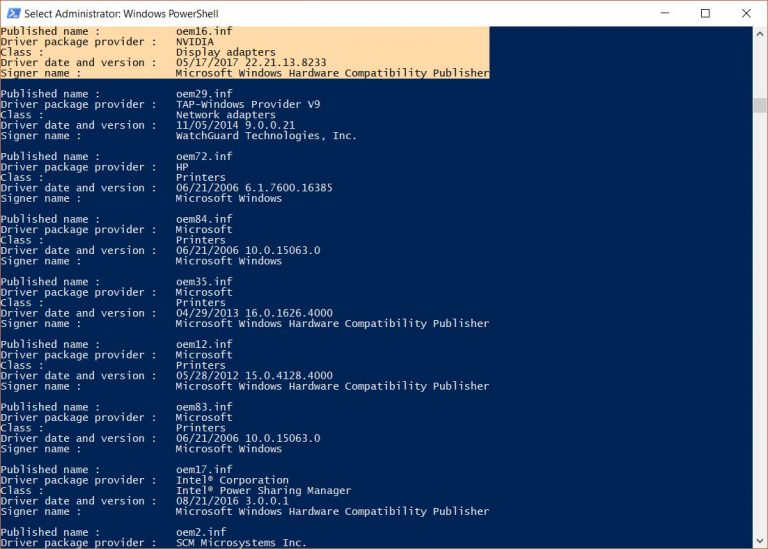 Select Administrator: Windows PowerShell
Published name : oem16.inf
Driver package provider : NVIDIA
Class : Display adapters
Driver date and version : 05/17/2017 22.21.13.8233
Signer name : Microsoft Windows Hardware Compatibility Publisher
Published name : oem29.inf
Driver package provider : TAP-Windows Provider V9
Class : Network adapters
Driver date and version : 11/05/2014 9.0.0.21
Signer name : WatchGuard Technologies, Inc.
Published name : oem72.inf
Driver package provider : HP
Class : Printers
Driver date and version : 06/21/2006 6.1.7600.16385
Signer name : Microsoft Windows
Published name : oem84.inf
Driver package provider : Microsoft
Class : Printers
Driver date and version : 06/21/2006 10.0.15063.0
Signer name : Microsoft Windows
Published name : oem35.inf
Driver package provider : Microsoft
Class : Printers
Driver date and version : 04/29/2013 16.0.1626.4000
Signer name : Microsoft Windows Hardware Compatibility Publisher
Published name : oem12.inf
Driver package provider : Microsoft
Class : Printers
Driver date and version : 05/28/2012 15.0.4128.4000
Signer name : Microsoft Windows Hardware Compatibility Publisher
Published name : oem83.inf
Driver package provider : Microsoft
Class : Printers
Driver date and version : 06/21/2006 10.0.15063.0
Signer name : Microsoft Windows
Published name : oem17.inf
Driver package provider : Intel® Corporation
Class : Intel® Power Sharing Manager
Driver date and version : 08/21/2016 3.0.0.1
Signer name : Microsoft Windows Hardware Compatibility Publisher
Published name : oem2.inf
Driver package provider : SCM Microsystems Inc.